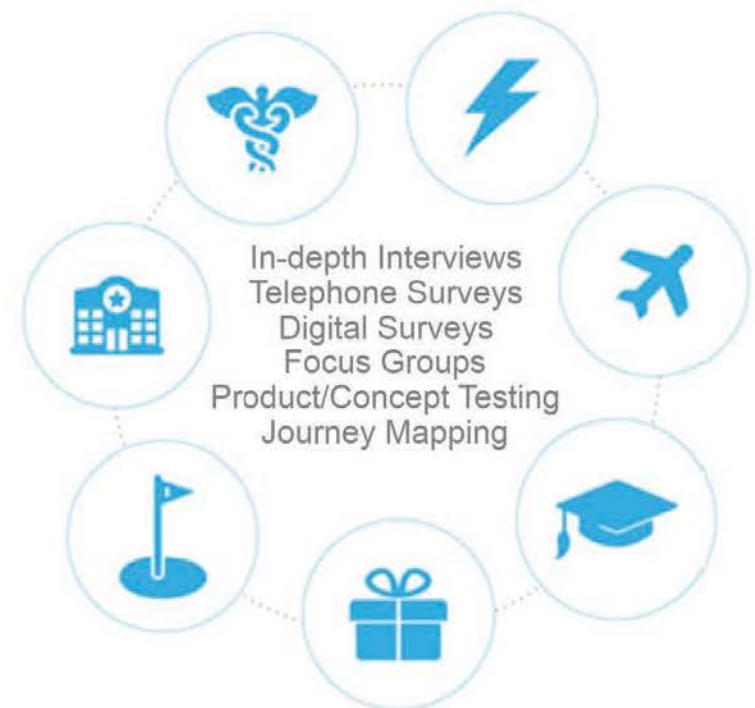 In-depth Interviews
Telephone Surveys
Digital Surveys
Focus Groups
Product/Concept Testing
Journey Mapping